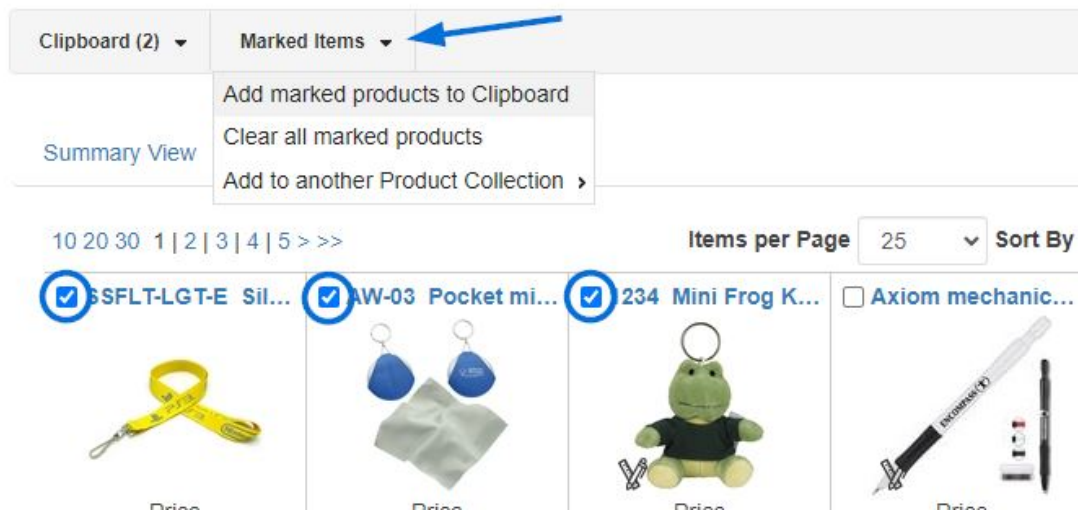 Clipboard (2)
Marked Items
Add marked products to Clipboard
Clear all marked products
Add to another Product Collection
Summary View
10 20 30 1 | 2 | 3 | 4 | 5 > >>
Items per Page 25 Sort By
SSFLT-LGT-E Sil...
AW-03 Pocket mi...
234 Mini Frog K...
Axiom mechanic...
PS3
ENCOMPASS
Price
Price
Price
Price